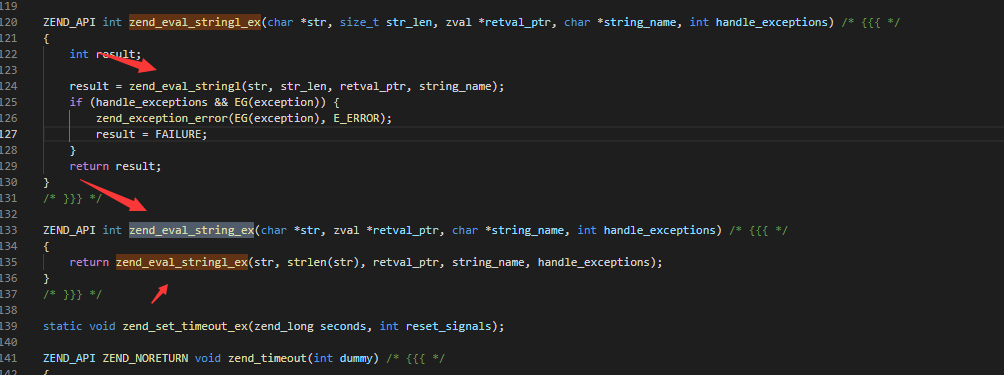 119
120 ZEND_API int zend_eval_stringl_ex(char *str, size_t str_len, zval *retval_ptr, char *string_name, int handle_exceptions) /* {{{ */
121 {
122     int result;
123
124     result = zend_eval_stringl(str, str_len, retval_ptr, string_name);
125     if (handle_exceptions && EG(exception)) {
126         zend_exception_error(EG(exception), E_ERROR);
127         result = FAILURE;
128     }
129     return result;
130 }
131 /* }}} */
132
133 ZEND_API int zend_eval_string_ex(char *str, zval *retval_ptr, char *string_name, int handle_exceptions) /* {{{ */
134 {
135     return zend_eval_stringl_ex(str, strlen(str), retval_ptr, string_name, handle_exceptions);
136 }
137 /* }}} */
138
139 static void zend_set_timeout_ex(zend_long seconds, int reset_signals);
140
141 ZEND_API ZEND_NORETURN void zend_timeout(int dummy) /* {{{ */
142 {